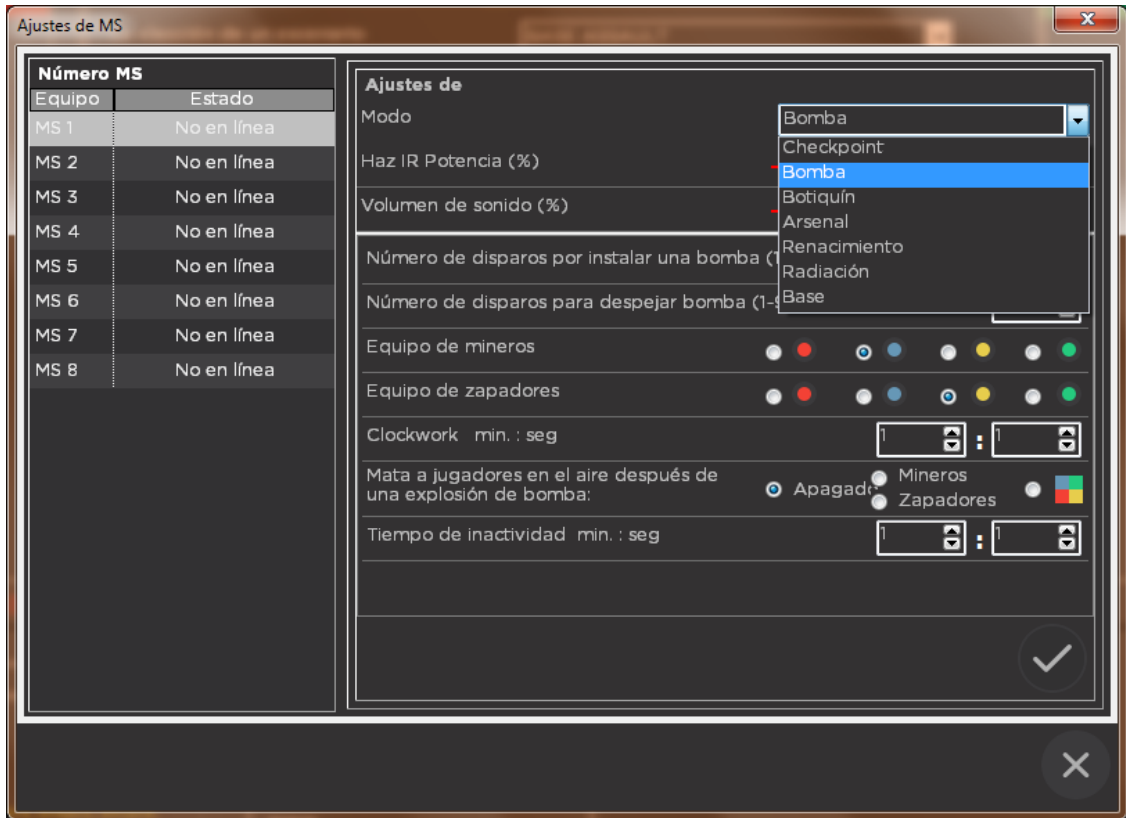 Ajustes de MS
Número MS
Equipo Estado
MS 1 No en línea
MS 2 No en línea
MS 3 No en línea
MS 4 No en línea
MS 5 No en línea
MS 6 No en línea
MS 7 No en línea
MS 8 No en línea
Ajustes de
Modo Bomba
Checkpoint
Haz IR Potencia (%)
Bomba
Botiquín
Volumen de sonido (%)
Arsenal
Renacimiento
Número de disparos por instalar una bomba (1
Radiación
Base
Número de disparos para despejar bomba (1-9
Equipo de mineros
Equipo de zapadores
Clockwork min. : seg 1 : 1
Mata a jugadores en el aire después de
una explosión de bomba:
Apagado
Mineros
Zapadores
Tiempo de inactividad min. : seg 1 : 1